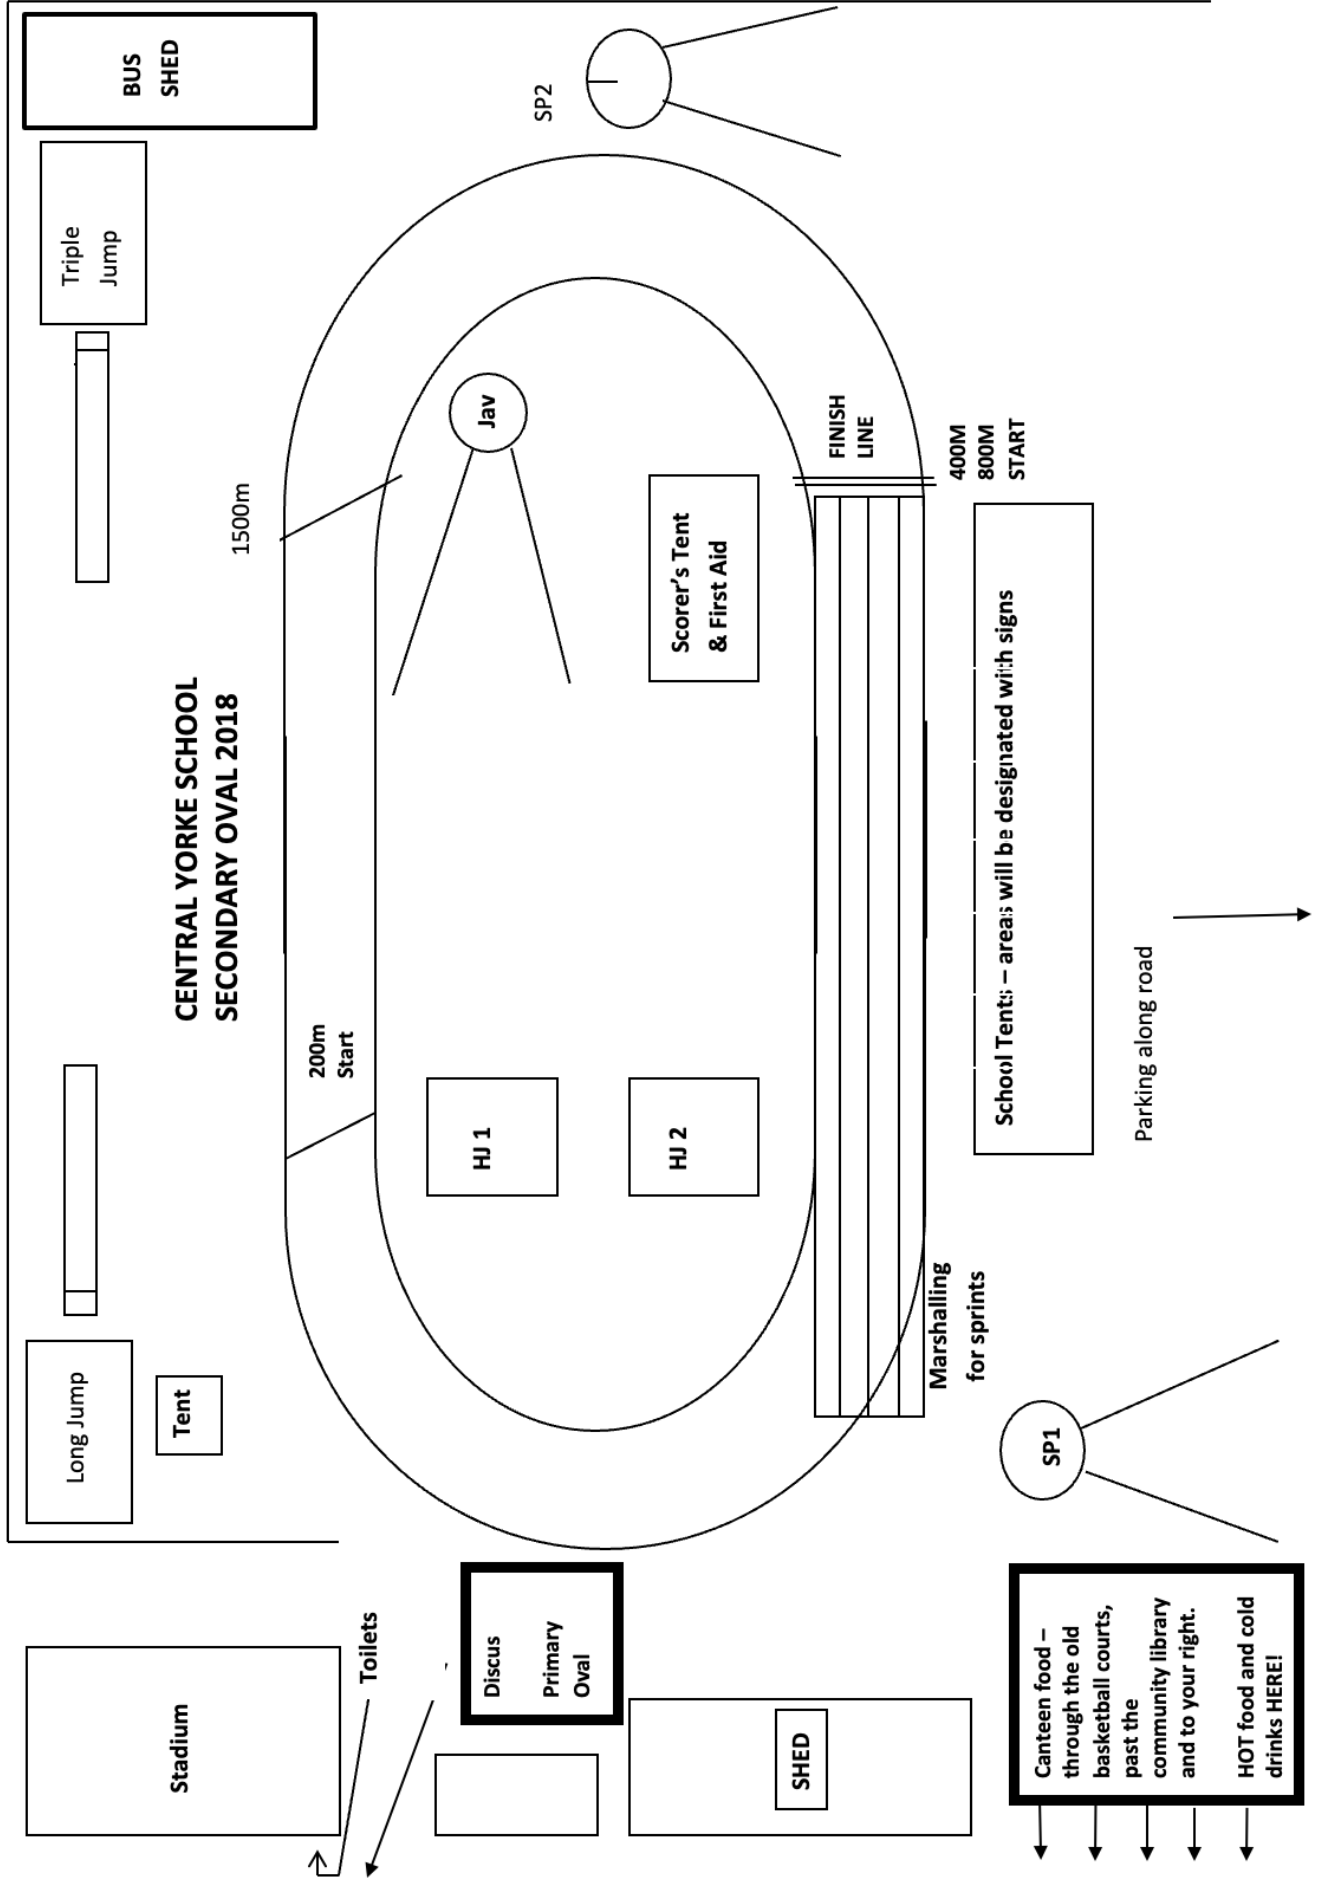 CENTRAL YORKE SCHOOL
SECONDARY OVAL 2018
Stadium
Long Jump
Tent
Triple
Jump
BUS
SHED
Toilets
200m
Start
1500m
Discus
Primary
Oval
HJ 1
HJ 2
Jav
SP2
Scorer's Tent
& First Aid
SHED
FINISH
LINE
Marshalling
for sprints
400M
800M
START
School Tents – areas will be designated with signs
SP1
Parking along road
Canteen food –
through the old
basketball courts,
past the
community library
and to your right.
HOT food and cold
drinks HERE!